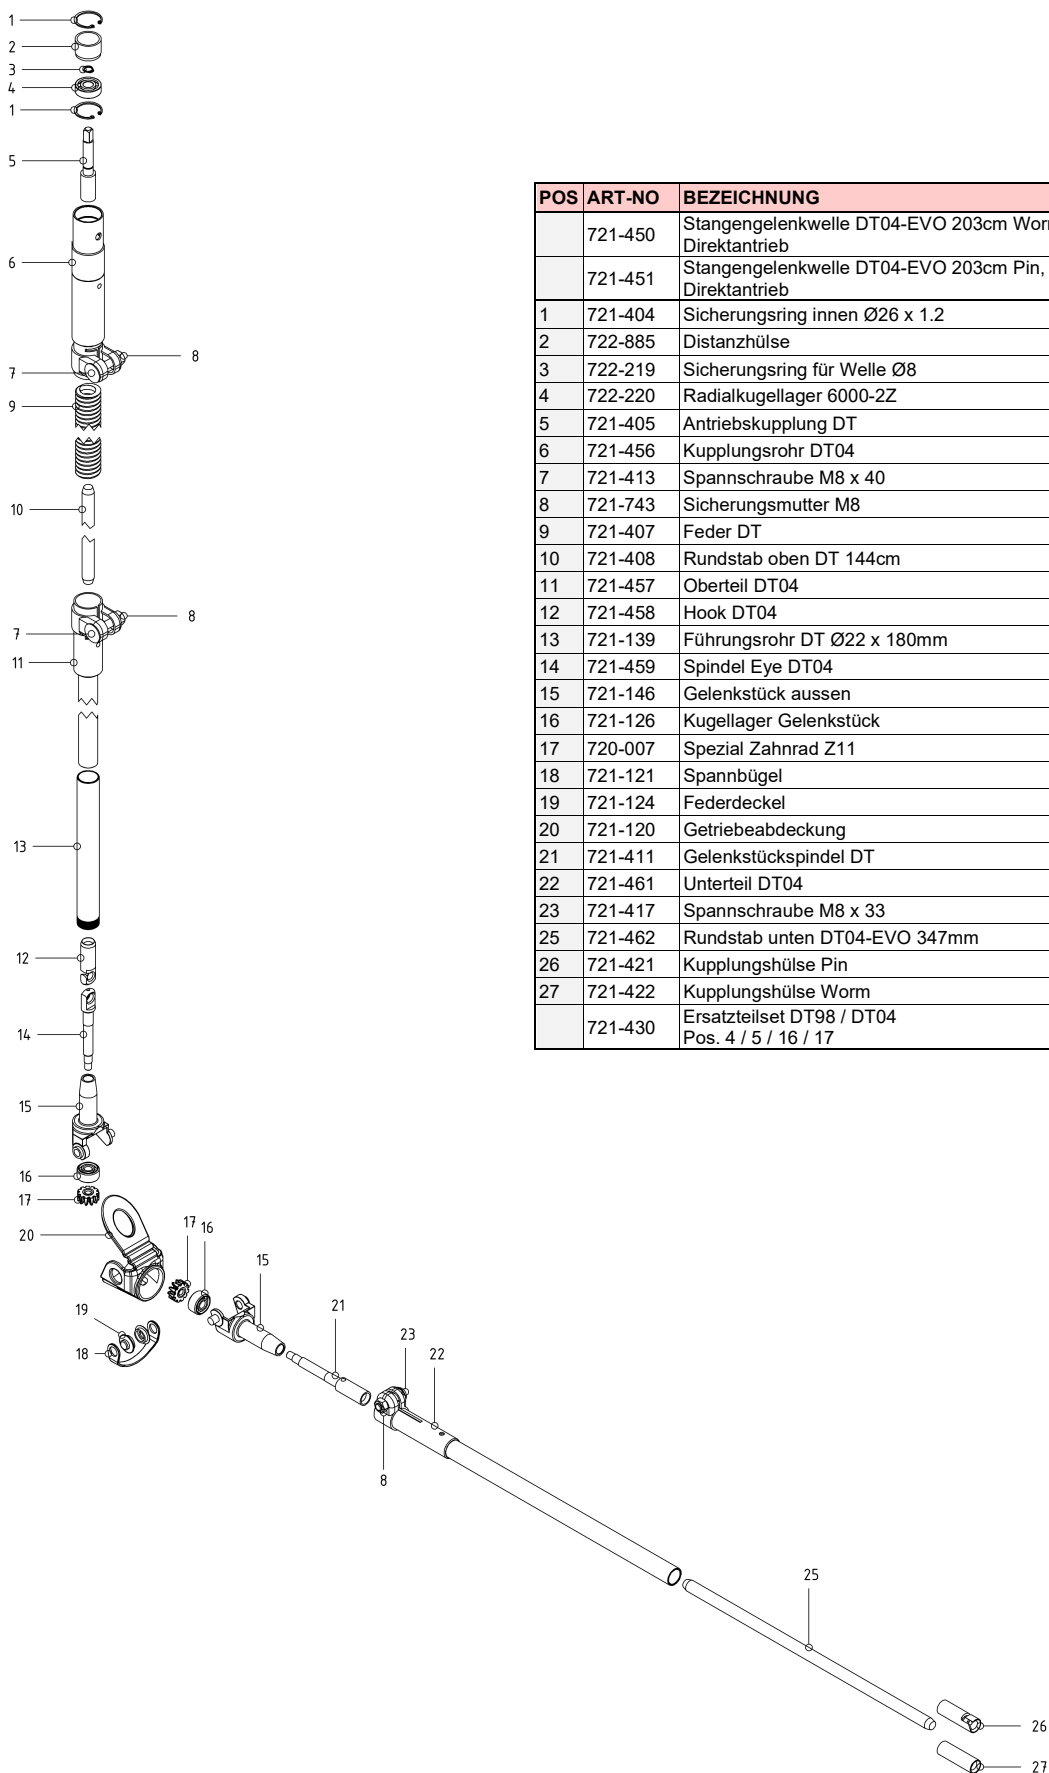 1
2
3
4
1
5
6
8
7
9
10
8
7
11
13
12
14
15
16
17
20
17 16
15
19
18
21
23
22
8
25
26
27
POS ART-NO BEZEICHNUNG
721-450 Stangengelenkwelle DT04-EVO 203cm
Direktantrieb
721-451 Stangengelenkwelle DT04-EVO 203cm Pin,
Direktantrieb
1 721-404 Sicherungsring innen Ø26 x 1.2
2 722-885 Distanzhülse
3 722-219 Sicherungsring für Welle Ø8
4 722-220 Radialkugellager 6000-2Z
5 721-405 Antriebskupplung DT
6 721-456 Kupplungsrohr DT04
7 721-413 Spannschraube M8 x 40
8 721-743 Sicherungsmutter M8
9 721-407 Feder DT
10 721-408 Rundstab oben DT 144cm
11 721-457 Oberteil DT04
12 721-458 Hook DT04
13 721-139 Führungsrohr DT Ø22 x 180mm
14 721-459 Spindel Eye DT04
15 721-146 Gelenkstück aussen
16 721-126 Kugellager Gelenkstück
17 720-007 Spezial Zahnrad Z11
18 721-121 Spannbügel
19 721-124 Federdeckel
20 721-120 Getriebeabdeckung
21 721-411 Gelenkstückspindel DT
22 721-461 Unterteil DT04
23 721-417 Spannschraube M8 x 33
25 721-462 Rundstab unten DT04-EVO 347mm
26 721-421 Kupplungshülse Pin
27 721-422 Kupplungshülse Worm
721-430 Ersatzteilset DT98 / DT04
Pos. 4 / 5 / 16 / 17